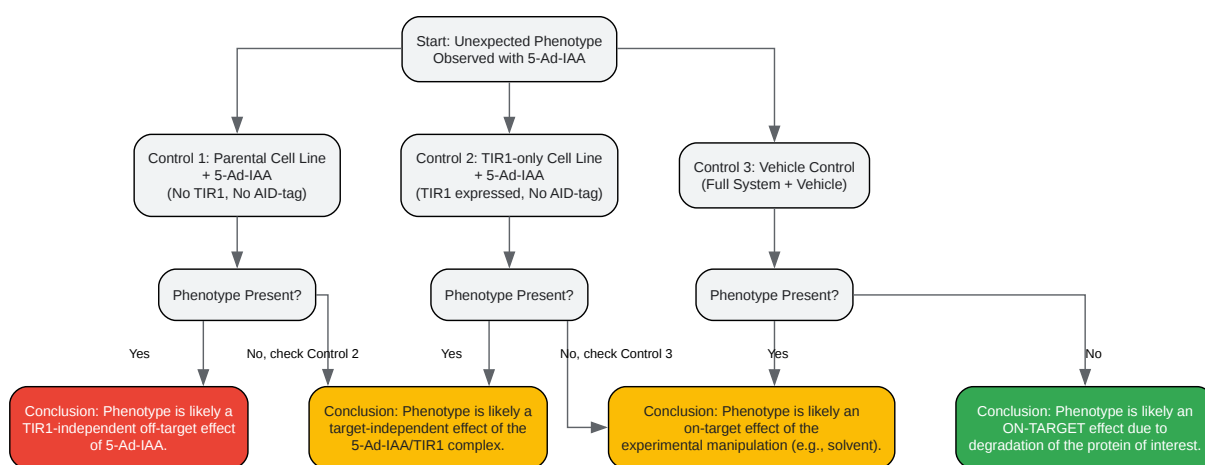 Start: Unexpected Phenotype
Observed with 5-Ad-IAA
Control 1: Parental Cell Line
+ 5-Ad-IAA
(No TIR1, No AID-tag)
Control 2: TIR1-only Cell Line
+ 5-Ad-IAA
(TIR1 expressed, No AID-tag)
Control 3: Vehicle Control
(Full System + Vehicle)
Phenotype Present?
Phenotype Present?
Phenotype Present?
Yes
No, check Control 2
Yes
No, check Control 3
Yes
No
Conclusion: Phenotype is likely a
TIR1-independent off-target effect
of 5-Ad-IAA.
Conclusion: Phenotype is likely a
target-independent effect of the
5-Ad-IAA/TIR1 complex.
Conclusion: Phenotype is likely an
on-target effect of the
experimental manipulation (e.g., solvent).
Conclusion: Phenotype is likely an
ON-TARGET effect due to
degradation of the protein of interest.